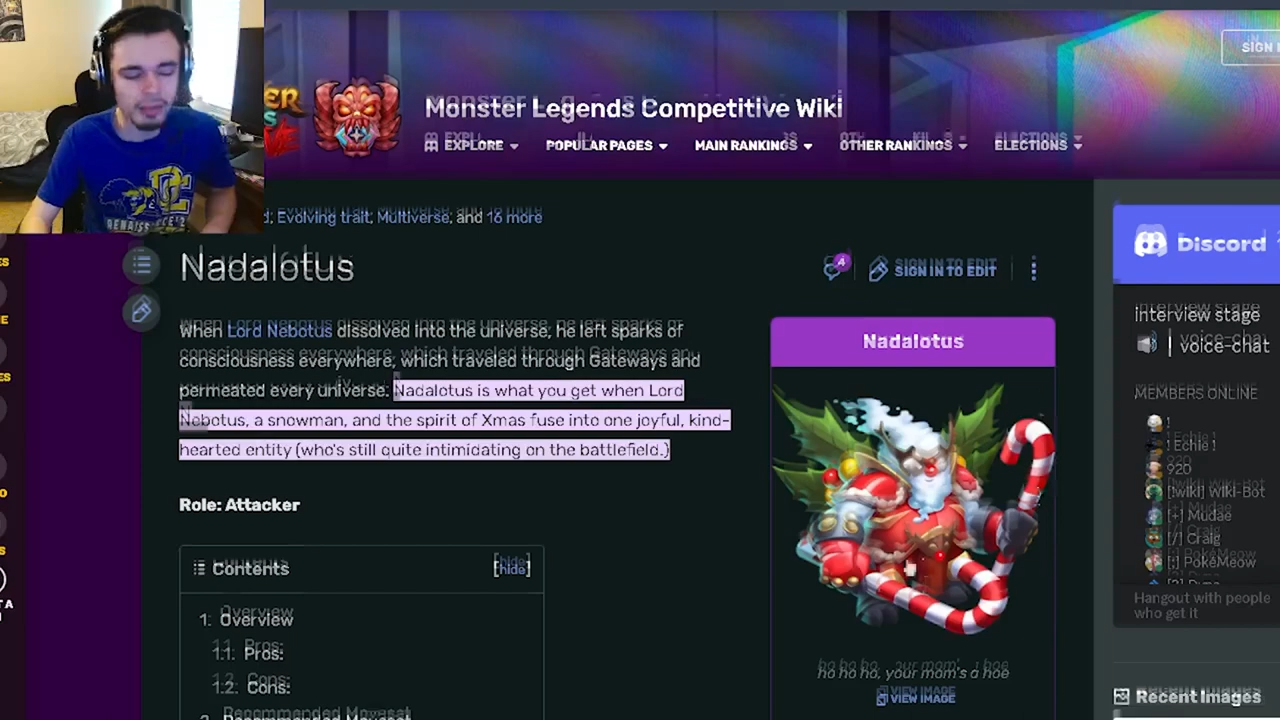 SIGN
Monster Legends Competitive Wiki
EXPLORE
POPULAR PAGES
MAIN RANKINGS
OTHER RANKINGS
ELECTIONS
Evolving trait, Multiverse, and 16 more
Nadalotus
4
SIGN IN TO EDIT
When Lord Nebotus dissolved into the universe, he left sparks of
consciousness everywhere, which traveled through Gateways and
permeated every universe. Nadalotus is what you get when Lord
Nebotus, a snowman, and the spirit of Xmas fuse into one joyful, kind-
hearted entity (who's still quite intimidating on the battlefield.)
Role: Attacker
Contents
[hide]
1. Overview
1.1. Pros:
1.2. Cons:
Recommended Moveset
Nadalotus
ho ho ho, your mom's a hoe
VIEW IMAGE
Discord
interview stage
voice-chat
MEMBERS ONLINE
!
! Echie !
920
[!wiki] Wiki-Bot
[+] Mudae
[/] Craig
[;] PokéMeow
Hangout with people
who get it
Recent Images